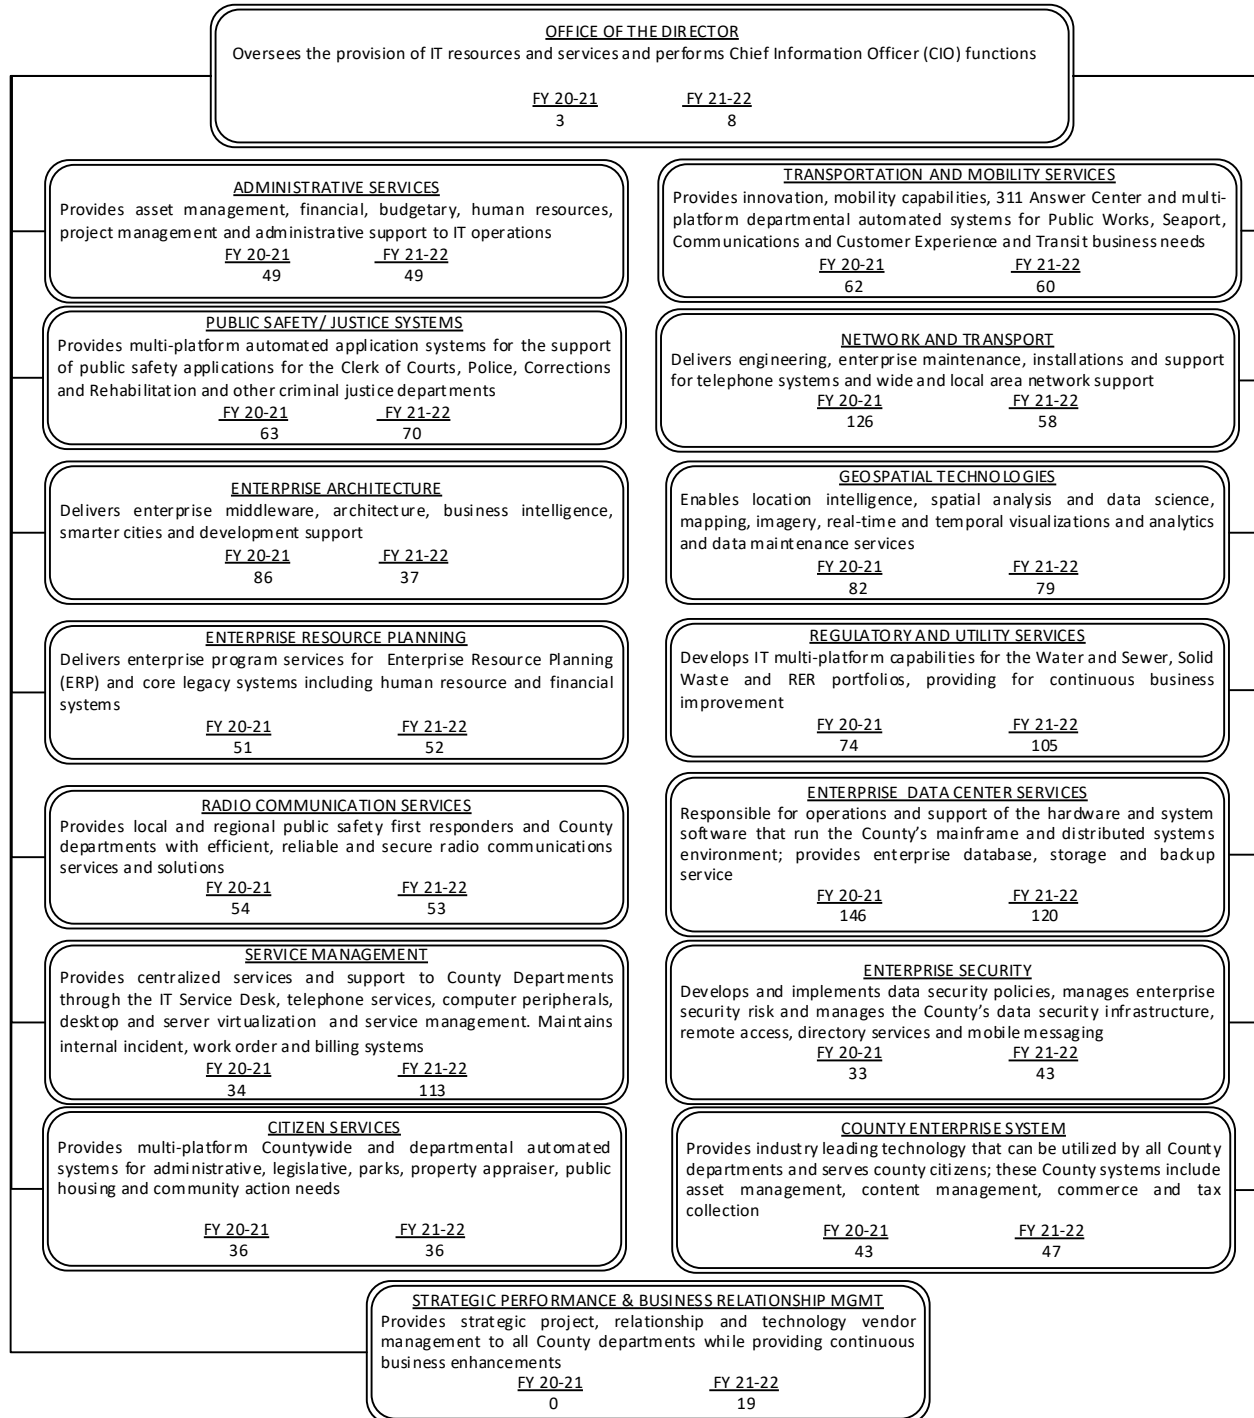 OFFICE OF THE DIRECTOR
Oversees the provision of IT resources and services and performs Chief Information Officer (CIO) functions
FY 20-21 FY 21-22
3 8
ADMINISTRATIVE SERVICES
Provides asset management, financial, budgetary, human resources,
project management and administrative support to IT operations
FY 20-21 FY 21-22
49 49
TRANSPORTATION AND MOBILITY SERVICES
Provides innovation, mobility capabilities, 311 Answer Center and multi-
platform departmental automated systems for Public Works, Seaport,
Communications and Customer Experience and Transit business needs
FY 20-21 FY 21-22
62 60
PUBLIC SAFETY/ JUSTICE SYSTEMS
Provides multi-platform automated application systems for the support
of public safety applications for the Clerk of Courts, Police, Corrections
and Rehabilitation and other criminal justice departments
FY 20-21 FY 21-22
63 70
NETWORK AND TRANSPORT
Delivers engineering, enterprise maintenance, installations and support
for telephone systems and wide and local area network support
FY 20-21 FY 21-22
126 58
ENTERPRISE ARCHITECTURE
Delivers enterprise middleware, architecture, business intelligence,
smarter cities and development support
FY 20-21 FY 21-22
86 37
GEOSPATIAL TECHNOLOGIES
Enables location intelligence, spatial analysis and data science,
mapping, imagery, real-time and temporal visualizations and analytics
and data maintenance services
FY 20-21 FY 21-22
82 79
ENTERPRISE RESOURCE PLANNING
Delivers enterprise program services for Enterprise Resource Planning
(ERP) and core legacy systems including human resource and financial
systems
FY 20-21 FY 21-22
51 52
REGULATORY AND UTILITY SERVICES
Develops IT multi-platform capabilities for the Water and Sewer, Solid
Waste and RER portfolios, providing for continuous business
improvement
FY 20-21 FY 21-22
74 105
RADIO COMMUNICATION SERVICES
Provides local and regional public safety first responders and County
departments with efficient, reliable and secure radio communications
services and solutions
FY 20-21 FY 21-22
54 53
ENTERPRISE DATA CENTER SERVICES
Responsible for operations and support of the hardware and system
software that run the County’s mainframe and distributed systems
environment; provides enterprise database, storage and backup
service
FY 20-21 FY 21-22
146 120
SERVICE MANAGEMENT
Provides centralized services and support to County Departments
through the IT Service Desk, telephone services, computer peripherals,
desktop and server virtualization and service management. Maintains
internal incident, work order and billing systems
FY 20-21 FY 21-22
34 113
ENTERPRISE SECURITY
Develops and implements data security policies, manages enterprise
security risk and manages the County’s data security infrastructure,
remote access, directory services and mobile messaging
FY 20-21 FY 21-22
33 43
CITIZEN SERVICES
Provides multi-platform Countywide and departmental automated
systems for administrative, legislative, parks, property appraiser, public
housing and community action needs
FY 20-21 FY 21-22
36 36
COUNTY ENTERPRISE SYSTEM
Provides industry leading technology that can be utilized by all County
departments and serves county citizens; these County systems include
asset management, content management, commerce and tax
collection
FY 20-21 FY 21-22
43 47
STRATEGIC PERFORMANCE & BUSINESS RELATIONSHIP MGMT
Provides strategic project, relationship and technology vendor
management to all County departments while providing continuous
business enhancements
FY 20-21 FY 21-22
0 19